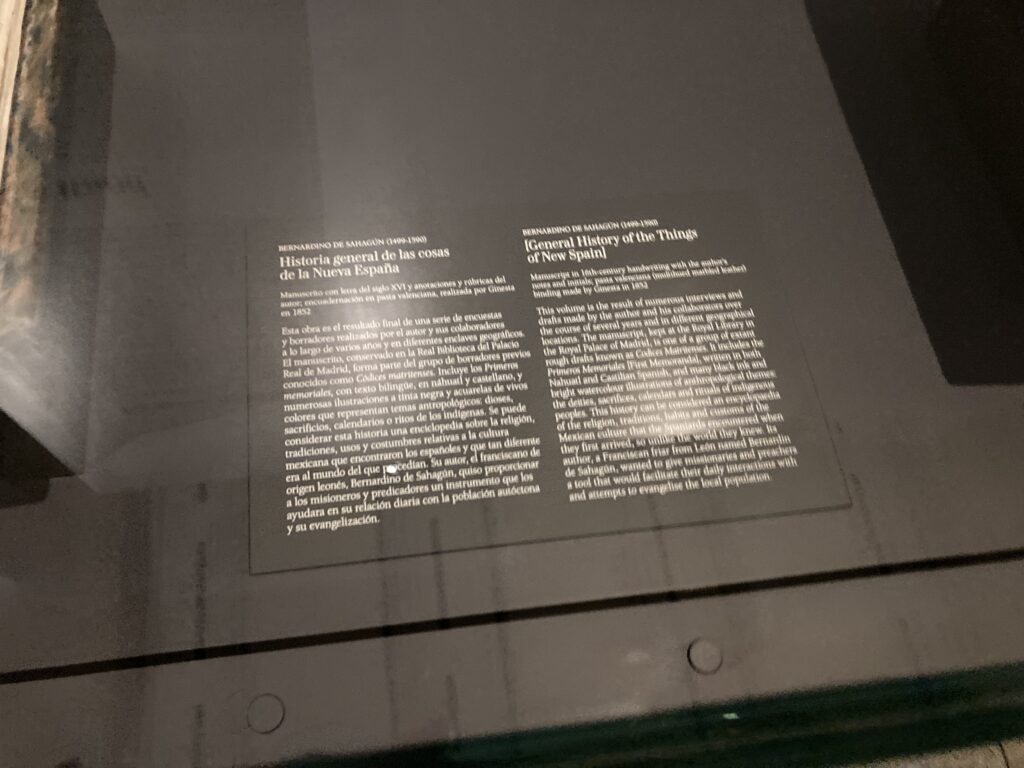 BERNARDINO DE SAHAGÚN (1499-1590)
Historia general de las cosas
de la Nueva España
Manuscrito con letra del siglo XVI y anotaciones y rúbricas del
autor; encuadernación en pasta valenciana, realizada por Ginesta
en 1852
Esta obra es el resultado final de una serie de encuestas
y borradores realizados por el autor y sus colaboradores
a lo largo de varios años y en diferentes enclaves geográficos.
El manuscrito, conservado en la Real Biblioteca del Palacio
Real de Madrid, forma parte del grupo de borradores previos
conocidos como Códices matritenses. Incluye los Primeros
memoriales, con texto bilingüe, en náhuatl y castellano, y
numerosas ilustraciones a tinta negra y acuarelas de vivos
colores que representan temas antropológicos: dioses,
sacrificios, calendarios o ritos de los indígenas. Se puede
considerar esta historia una enciclopedia sobre la religión,
tradiciones, usos y costumbres relativas a la cultura
mexicana que encontraron los españoles y que tan diferente
era al mundo del que procedían. Su autor, el franciscano de
origen leonés, Bernardino de Sahagún, quiso proporcionar
a los misioneros y predicadores un instrumento que los
ayudara en su relación diaria con la población autóctona
y su evangelización.
BERNARDINO DE SAHAGÚN (1499-1590)
[General History of the Things
of New Spain]
Manuscript in 16th-century handwriting with the author's
notes and initials, pasta valenciana (multihued marbled leather)
binding made by Ginesta in 1852
This volume is the result of numerous interviews and
drafts made by the author and his collaborators over
the course of several years and in different geographical
locations. The manuscript, kept at the Royal Library in
the Royal Palace of Madrid, is one of a group of early
rough drafts known as Códices Matritenses. It includes the
Primeros Memoriales [First Memoranda], written in both
Nahuatl and Castilian Spanish, and many black ink and
bright watercolour illustrations of anthropological themes
the deities, sacrifices, calendars and rites of indigenous
peoples. This history can be considered an encyclopedia
of the religion, traditions, habits and customs of the
Mexican culture that the Spaniards encountered when
they first arrived, so unlike the world they knew. Its
author, a Franciscan friar from León named Bernardino
de Sahagún, wanted to give missionaries and preachers
a tool that would facilitate their daily interactions with
and attempts to evangelise the local population.